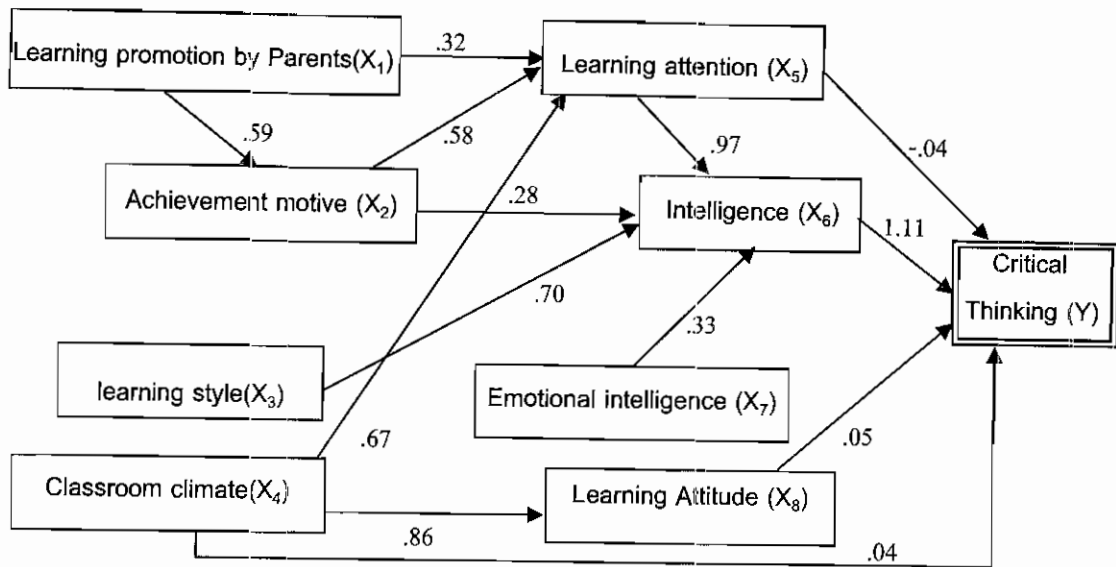 Learning promotion by Parents(X₁)
.32
Learning attention (X₅)
.59
.58
.97
-.04
Achievement motive (X₂)
.28
Intelligence (X₆)
1.11
Critical
Thinking (Y)
.70
.33
learning style(X₃)
Emotional intelligence (X₇)
.67
.05
Classroom climate(X₄)
Learning Attitude (X₈)
.86
.04